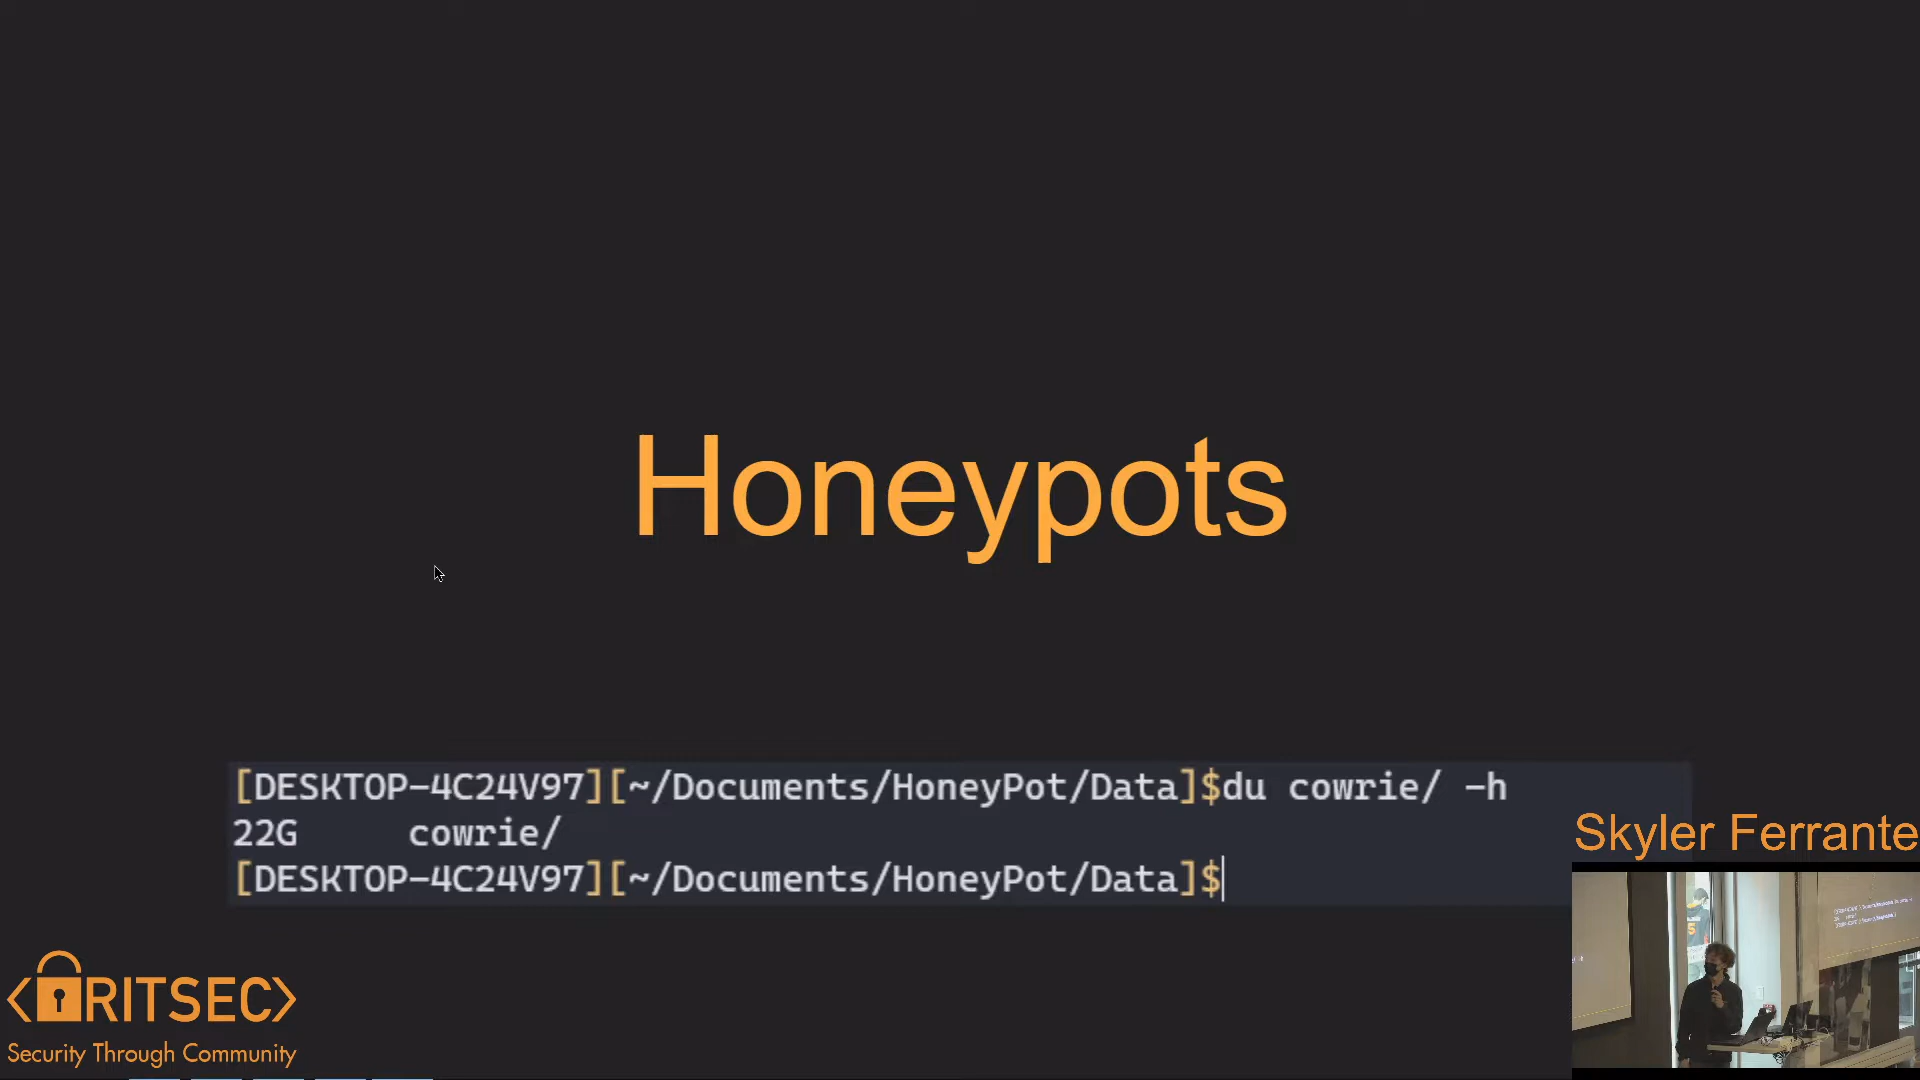 Honeypots
[DESKTOP-4C24V97][~/Documents/HoneyPot/Data]$du cowrie/ -h
22G cowrie/
[DESKTOP-4C24V97][~/Documents/HoneyPot/Data]$
Skyler Ferrante
<RITSEC>
Security Through Community